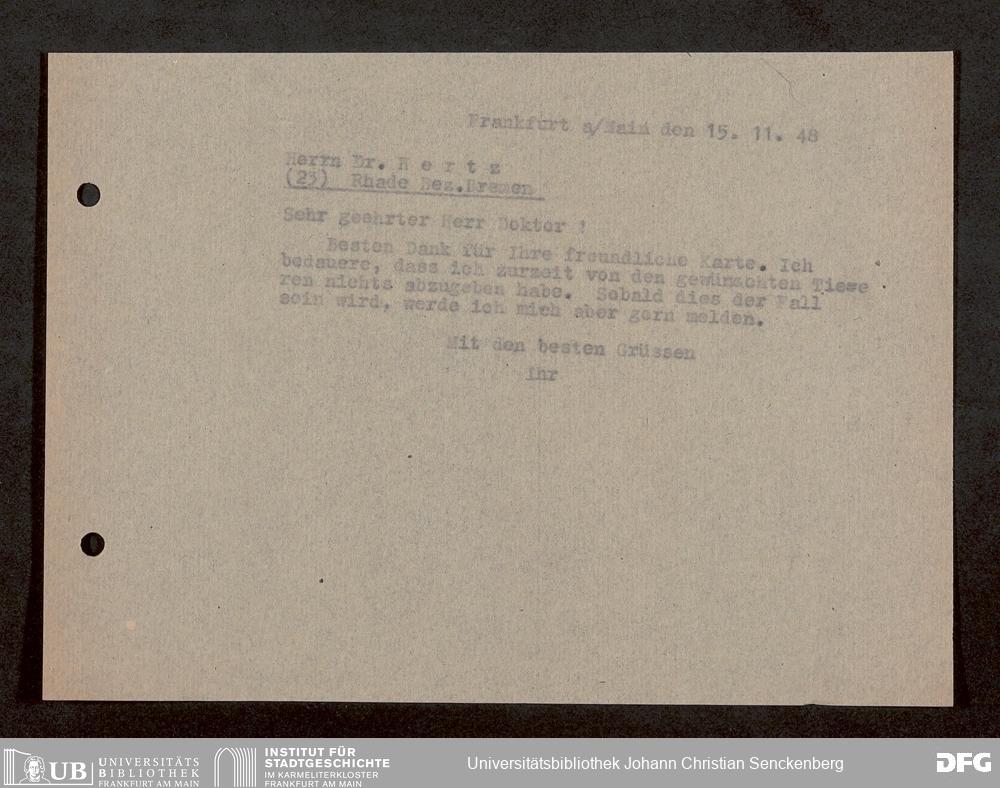 Frankfurt a/Main den 15. 11. 48
Herrn Dr. H e r t z
(23) Rhade Bez.Bremen
Sehr geehrter Herr Doktor !
Besten Dank für Ihre freundliche Karte. Ich
bedauere, dass ich zurzeit von den gewünschten Tiewe
ren nichts abzugeben habe. Sobald dies der Fall
sein wird, werde ich mich aber gern melden.
Mit den besten Grüssen
Ihr
UB UNIVERSITÄTS
BIBLIOTHEK
FRANKFURT AM MAIN
INSTITUT FÜR
STADTGESCHICHTE
IM KARMELITERKLOSTER
FRANKFURT AM MAIN
Universitätsbibliothek Johann Christian Senckenberg
DFG